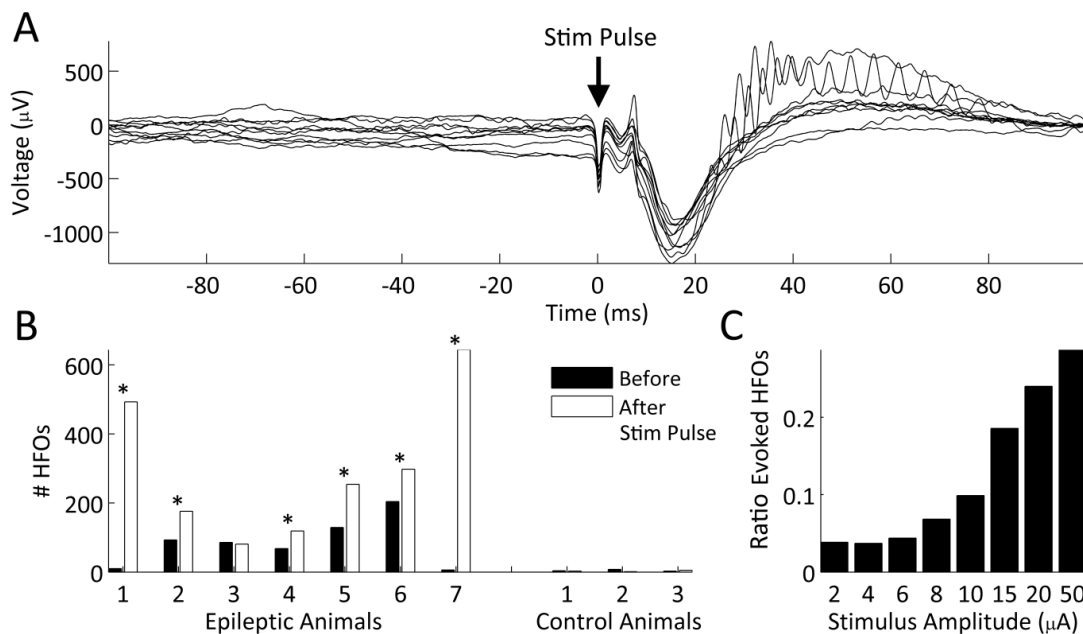 A
Stim Pulse
Voltage (µV)
500
0
-500
-1000
-80 -60 -40 -20 0 20 40 60 80
Time (ms)
B
# HFOs
600
400
200
0
* * * * * *
Before
After
Stim Pulse
1 2 3 4 5 6 7 1 2 3
Epileptic Animals Control Animals
C
Ratio Evoked HFOs
0.2
0.1
0
2 4 6 8 10 15 20 50
Stimulus Amplitude (µA)